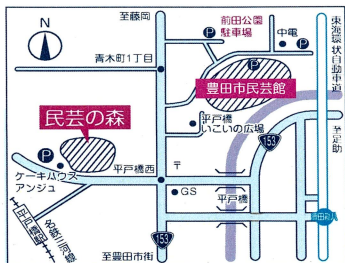 至藤岡
前田公園
駐車場
中電
P
P
N
青木町1丁目
豊田市民芸館
東海環状自動車道
至足助
民芸の森
平戸橋
いこいの広場
153
P
ケーキハウス
アンジュ
平戸橋西
〒
GS
平戸橋
平戸橋駅
名鉄三河線
153
至豊田市街